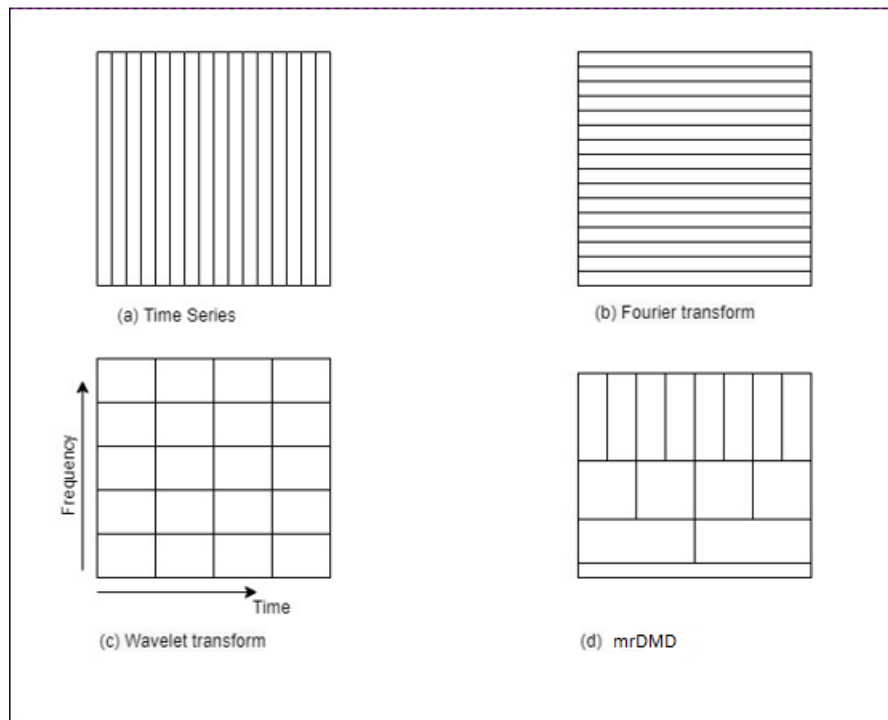 (a) Time Series
(b) Fourier transform
Frequency
Time
(c) Wavelet transform
(d) mrDMD